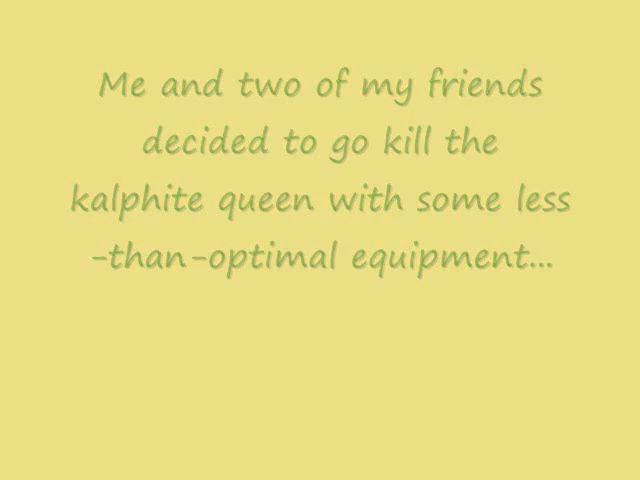 Me and two of my friends
decided to go kill the
kalphite queen with some less
-than-optimal equipment...